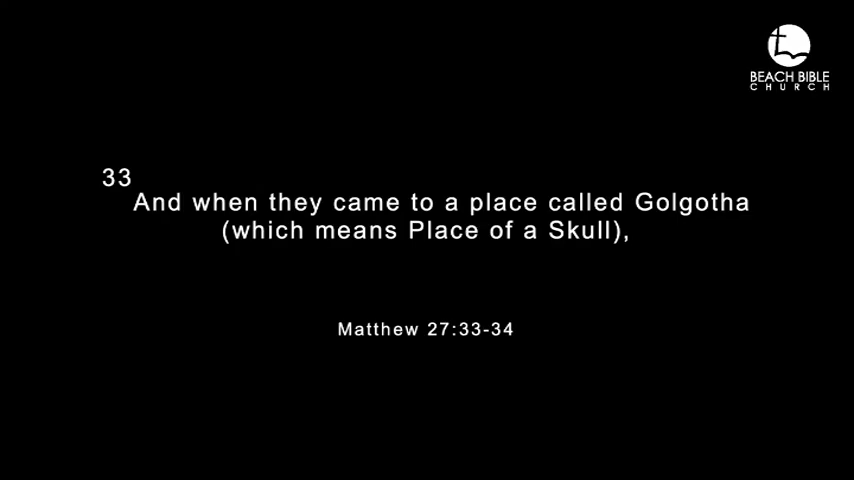 BEACH BIBLE
CHURCH
33
And when they came to a place called Golgotha
(which means Place of a Skull),
Matthew 27:33-34